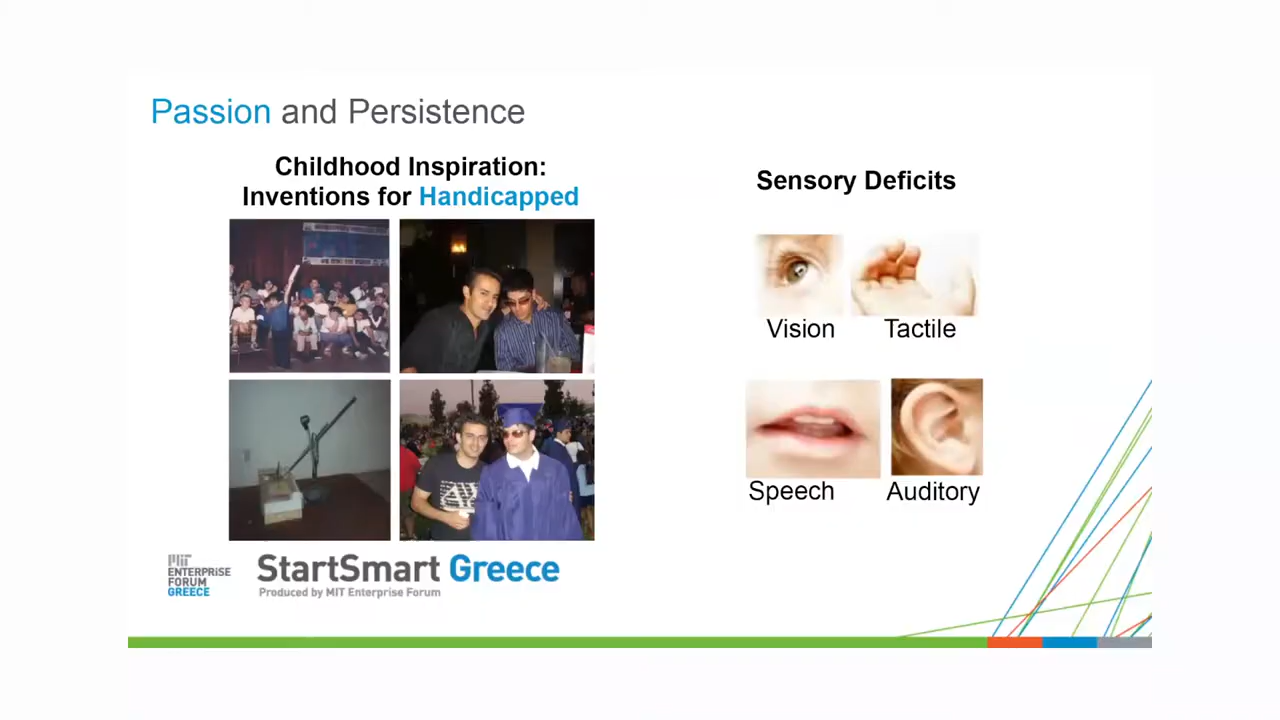 Passion and Persistence
Childhood Inspiration:
Inventions for Handicapped
Sensory Deficits
Vision
Tactile
Speech
Auditory
MIT
ENTERPRISE
FORUM
GREECE
StartSmart Greece
Produced by MIT Enterprise Forum